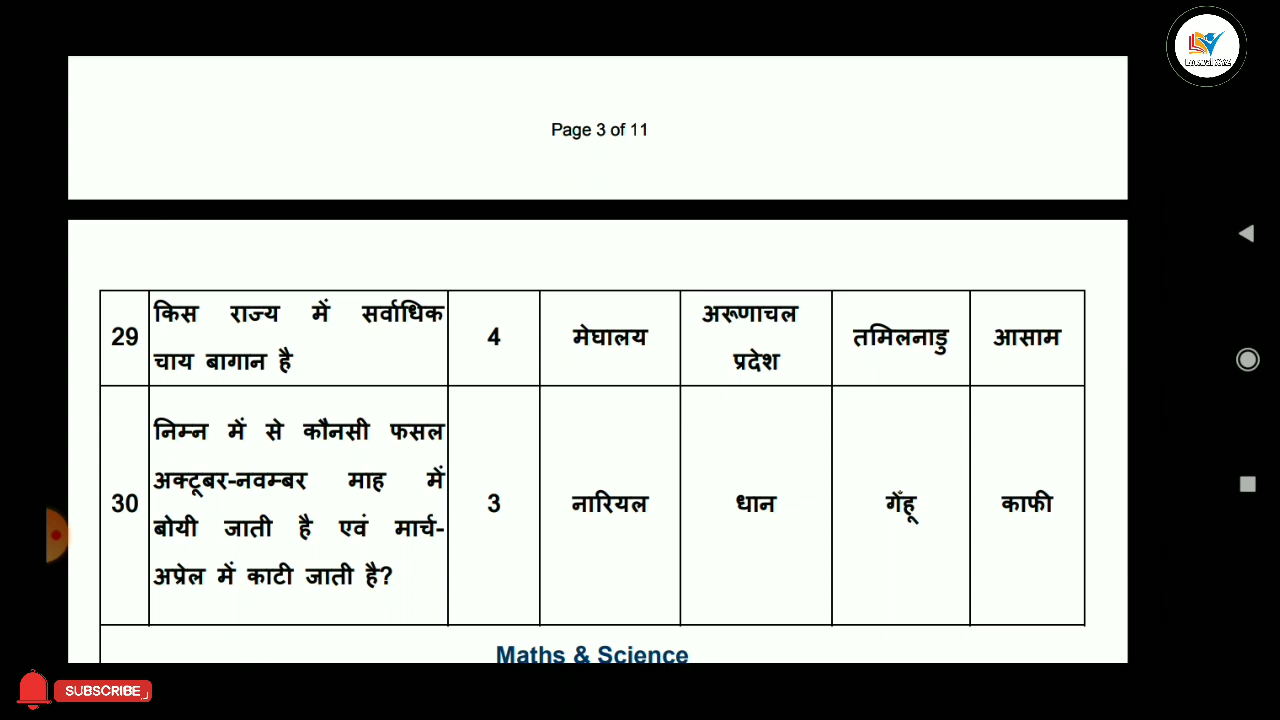 Page 3 of 11
29
किस राज्य में सर्वाधिक
चाय बागान है
4
मेघालय
अरूणाचल
प्रदेश
तमिलनाडु
आसाम
30
निम्न में से कौनसी फसल
अक्टूबर-नवम्बर माह में
बोयी जाती है एवं मार्च-
अप्रेल में काटी जाती है?
3
नारियल
धान
गेँहू
काफी
Maths & Science
SUBSCRIBE